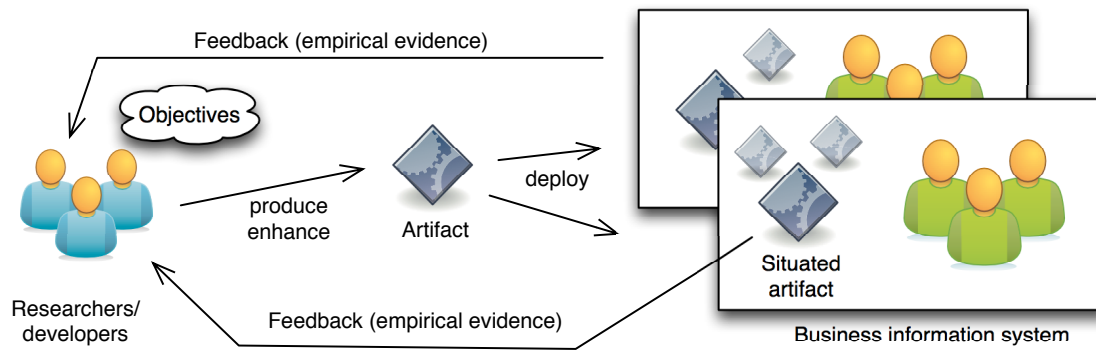 Feedback (empirical evidence)
Objectives
deploy
produce
enhance
Artifact
Situated
artifact
Researchers/
developers
Feedback (empirical evidence)
Business information system